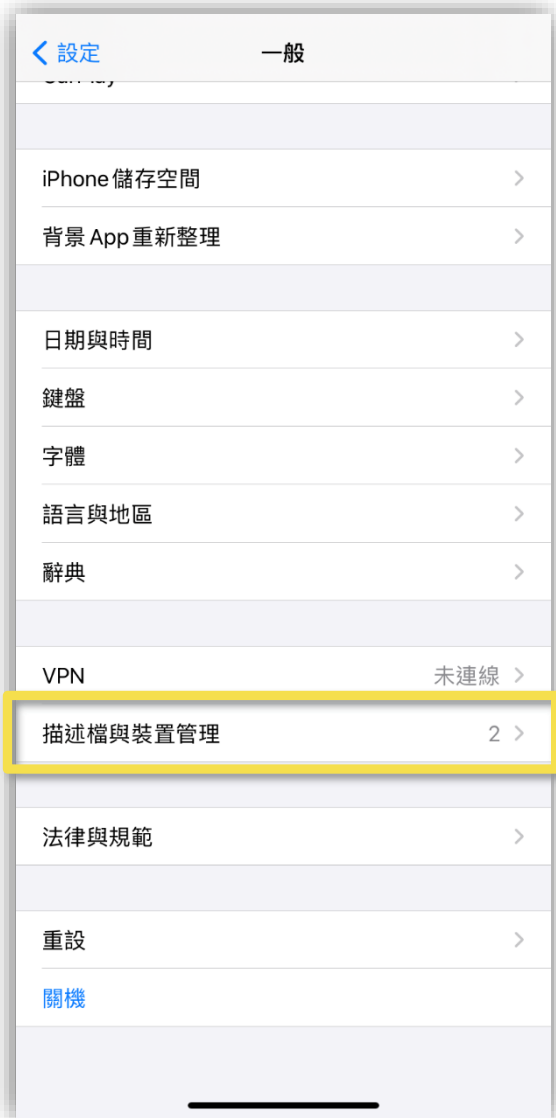 設定
一般
iPhone儲存空間
背景App重新整理
日期與時間
鍵盤
字體
語言與地區
辭典
VPN 未連線
描述檔與裝置管理 2
法律與規範
重設
關機